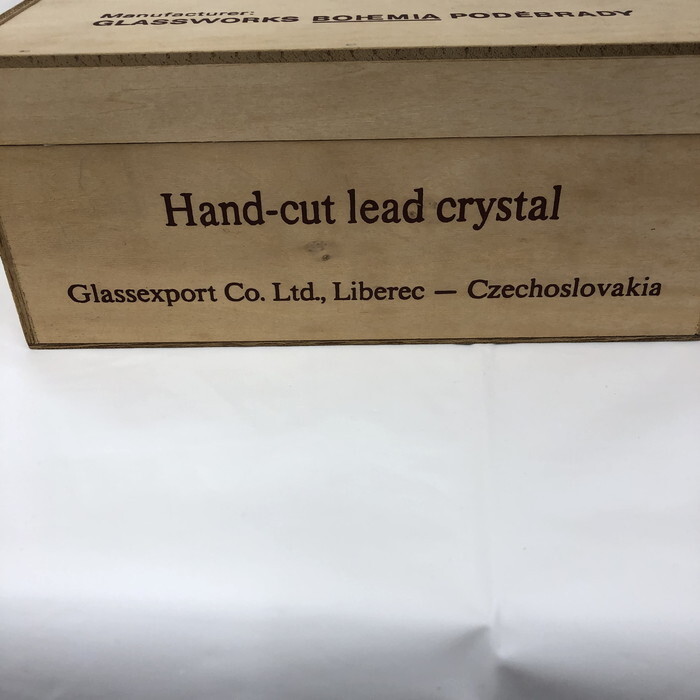 Manufacturer:
GLASSWORKS BOHEMIA PODĚBRADY
Hand-cut lead crystal
Glassexport Co. Ltd., Liberec — Czechoslovakia